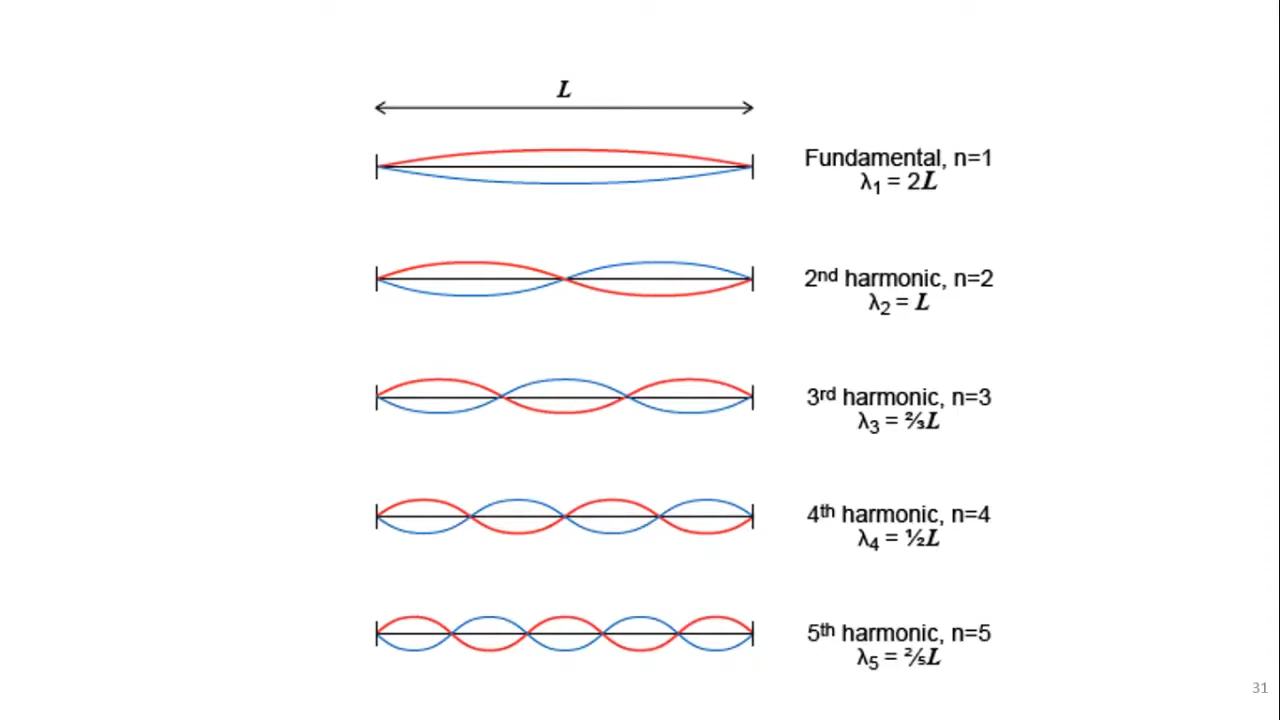 L
Fundamental, n=1
λ₁ = 2L
2nd harmonic, n=2
λ₂ = L
3rd harmonic, n=3
λ₃ = ⅔L
4th harmonic, n=4
λ₄ = ½L
5th harmonic, n=5
λ₅ = ⅖L
31